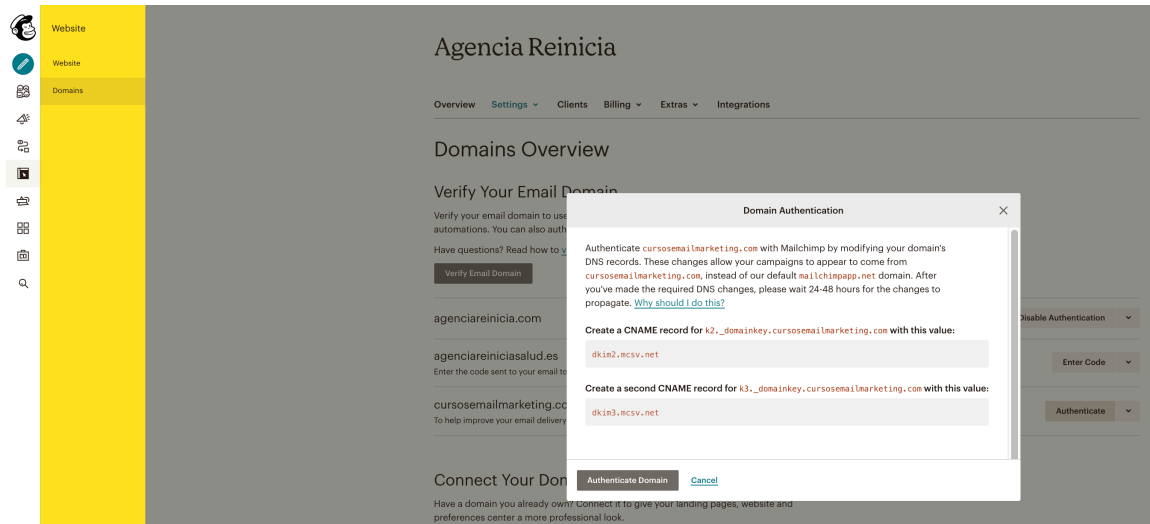 Website
Website
Domains
Agencia Reinicia
Overview Settings Clients Billing Extras Integrations
Domains Overview
Verify Your Email Domain
Verify your email domain to use
automations. You can also auth
Have questions? Read how to v
Verify Email Domain
agenciareinicia.com
Disable Authentication
agenciareiniciasalud.es
Enter the code sent to your email to
Enter Code
cursosemailmarketing.co
To help improve your email delivery
Authenticate
Connect Your Don
Have a domain you already own? Connect it to give your landing pages, website and
preferences center a more professional look.
Domain Authentication
Authenticate cursosemailmarketing.com with Mailchimp by modifying your domain's
DNS records. These changes allow your campaigns to appear to come from
cursosemailmarketing.com, instead of our default mailchimpapp.net domain. After
you've made the required DNS changes, please wait 24-48 hours for the changes to
propagate. Why should I do this?
Create a CNAME record for k2._domainkey.cursosemailmarketing.com with this value:
dkim2.mcsv.net
Create a second CNAME record for k3._domainkey.cursosemailmarketing.com with this value:
dkim3.mcsv.net
Authenticate Domain Cancel